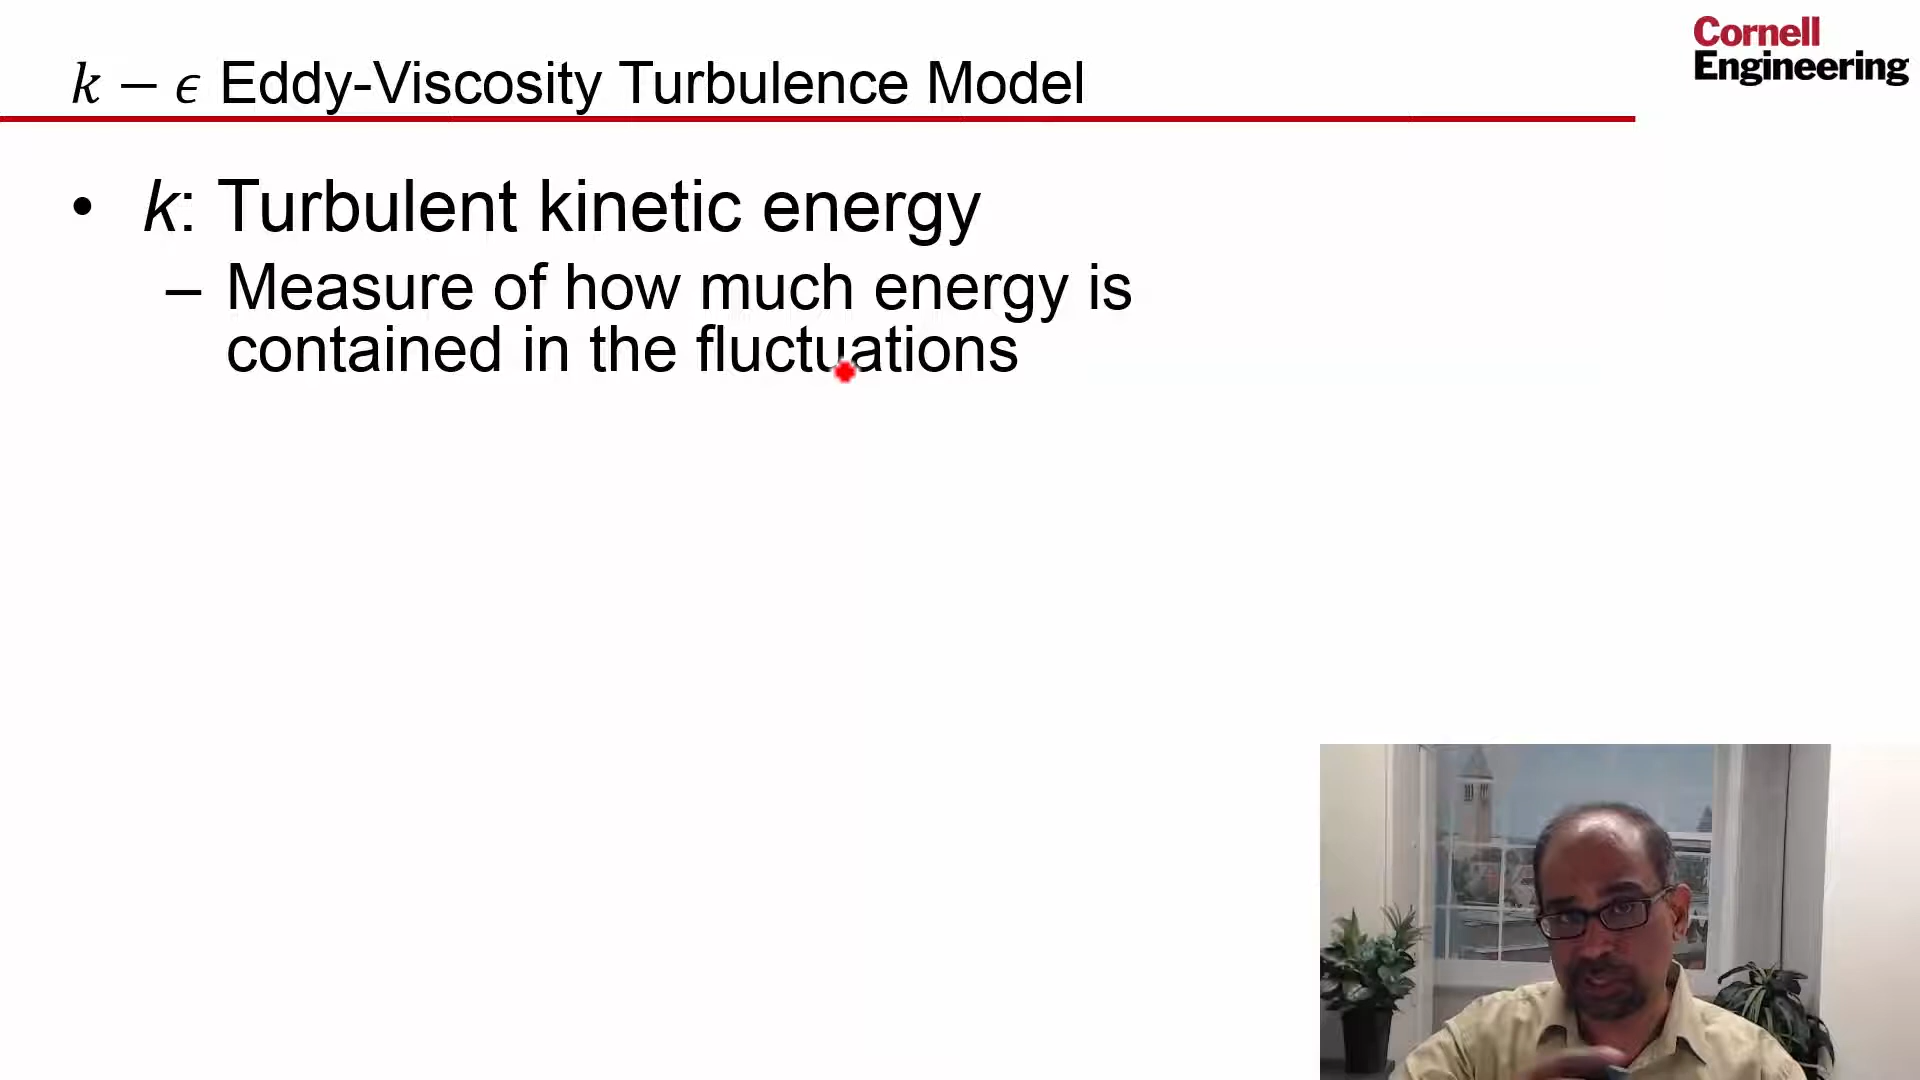 Cornell
Engineering
k − ϵ Eddy-Viscosity Turbulence Model
• k: Turbulent kinetic energy
– Measure of how much energy is
contained in the fluctuations